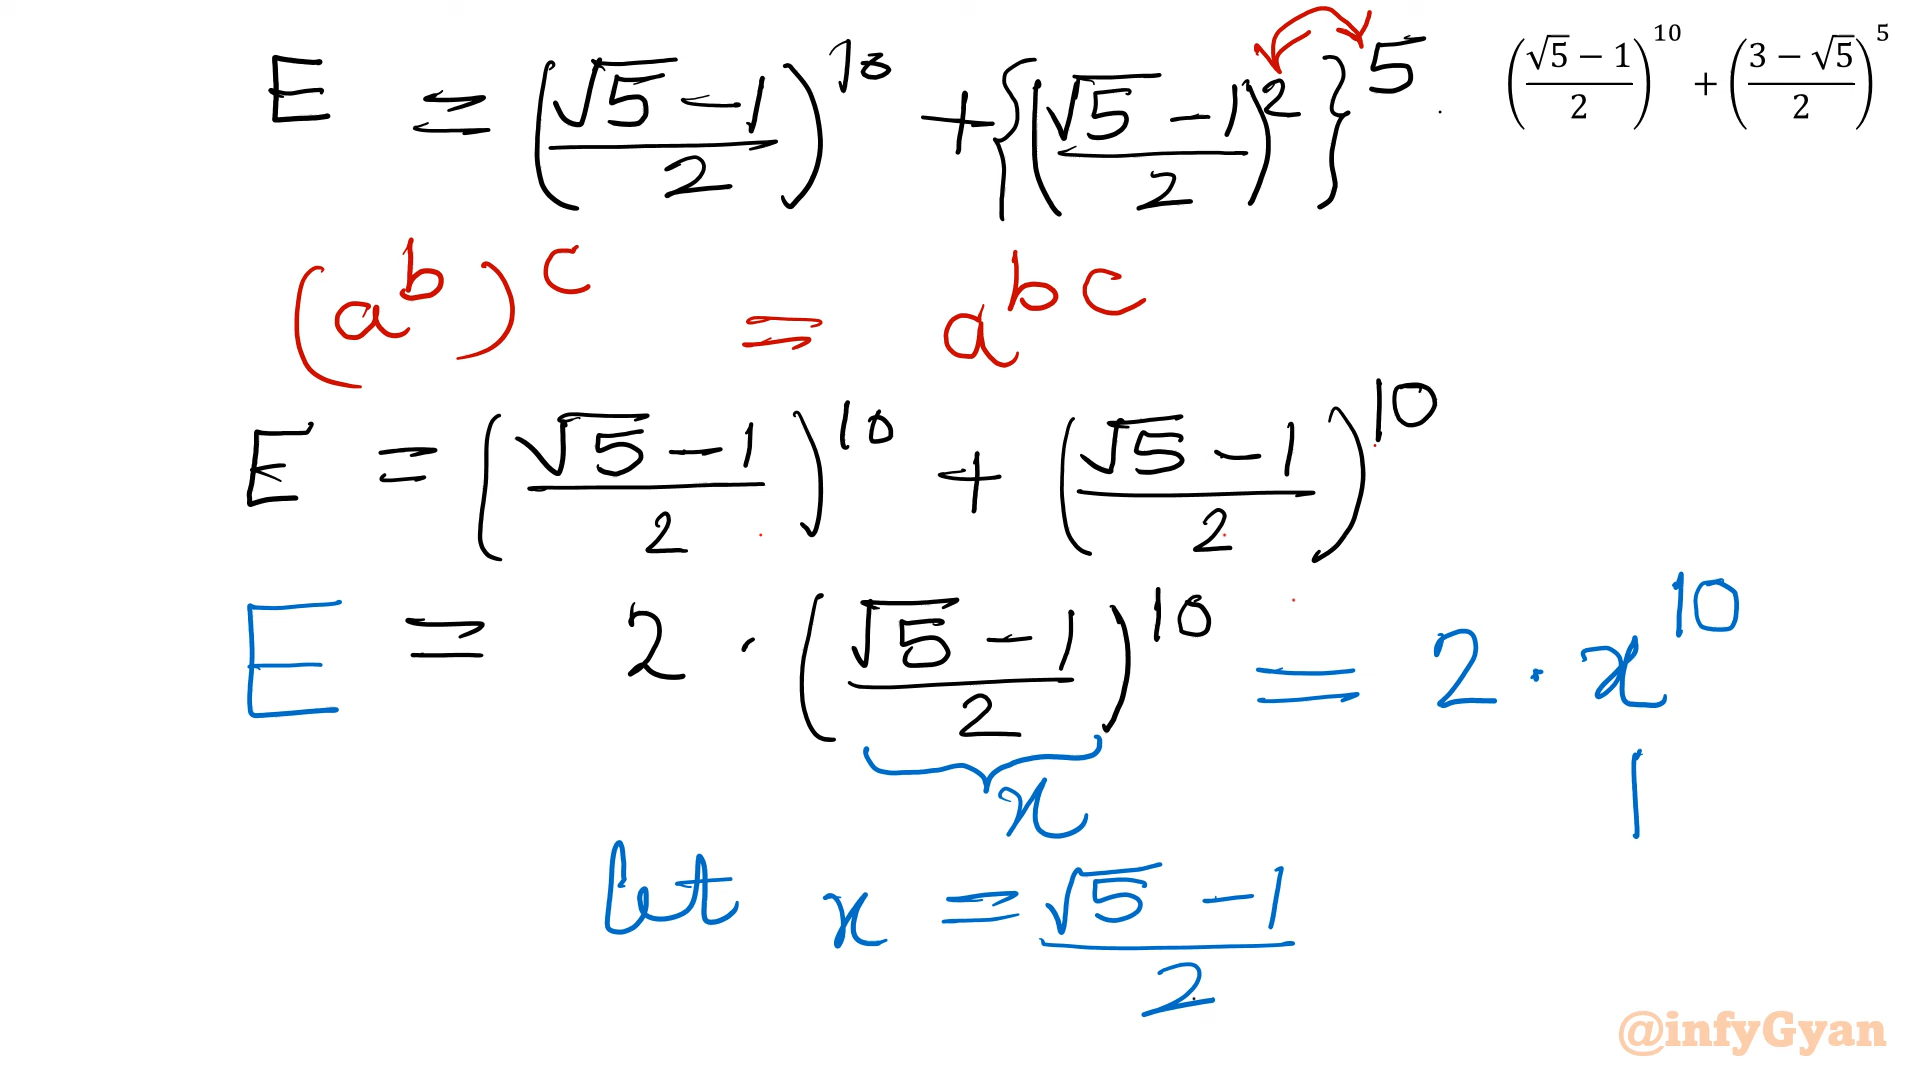 E = ((√5 − 1)/2)^10 + {((√5 − 1)/2)^2}^5
((√5 − 1)/2)^10 + ((3 − √5)/2)^5
(a^b)^c = a^bc
E = ((√5 − 1)/2)^10 + ((√5 − 1)/2)^10
E = 2 · ((√5 − 1)/2)^10 = 2 · x^10
x |
let x = (√5 − 1)/2
@infyGyan